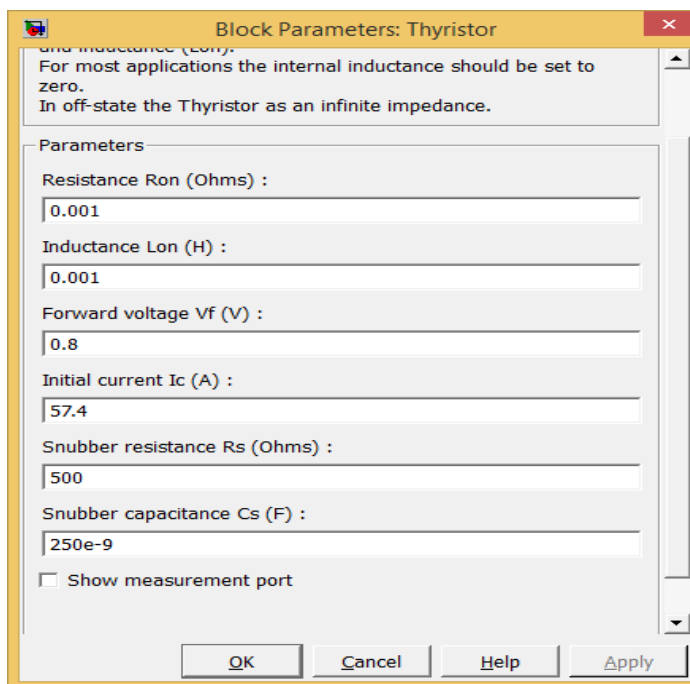 Block Parameters: Thyristor
and inductance (Lon).
For most applications the internal inductance should be set to
zero.
In off-state the Thyristor as an infinite impedance.
Parameters
Resistance Ron (Ohms) :
0.001
Inductance Lon (H) :
0.001
Forward voltage Vf (V) :
0.8
Initial current Ic (A) :
57.4
Snubber resistance Rs (Ohms) :
500
Snubber capacitance Cs (F) :
250e-9
Show measurement port
OK Cancel Help Apply